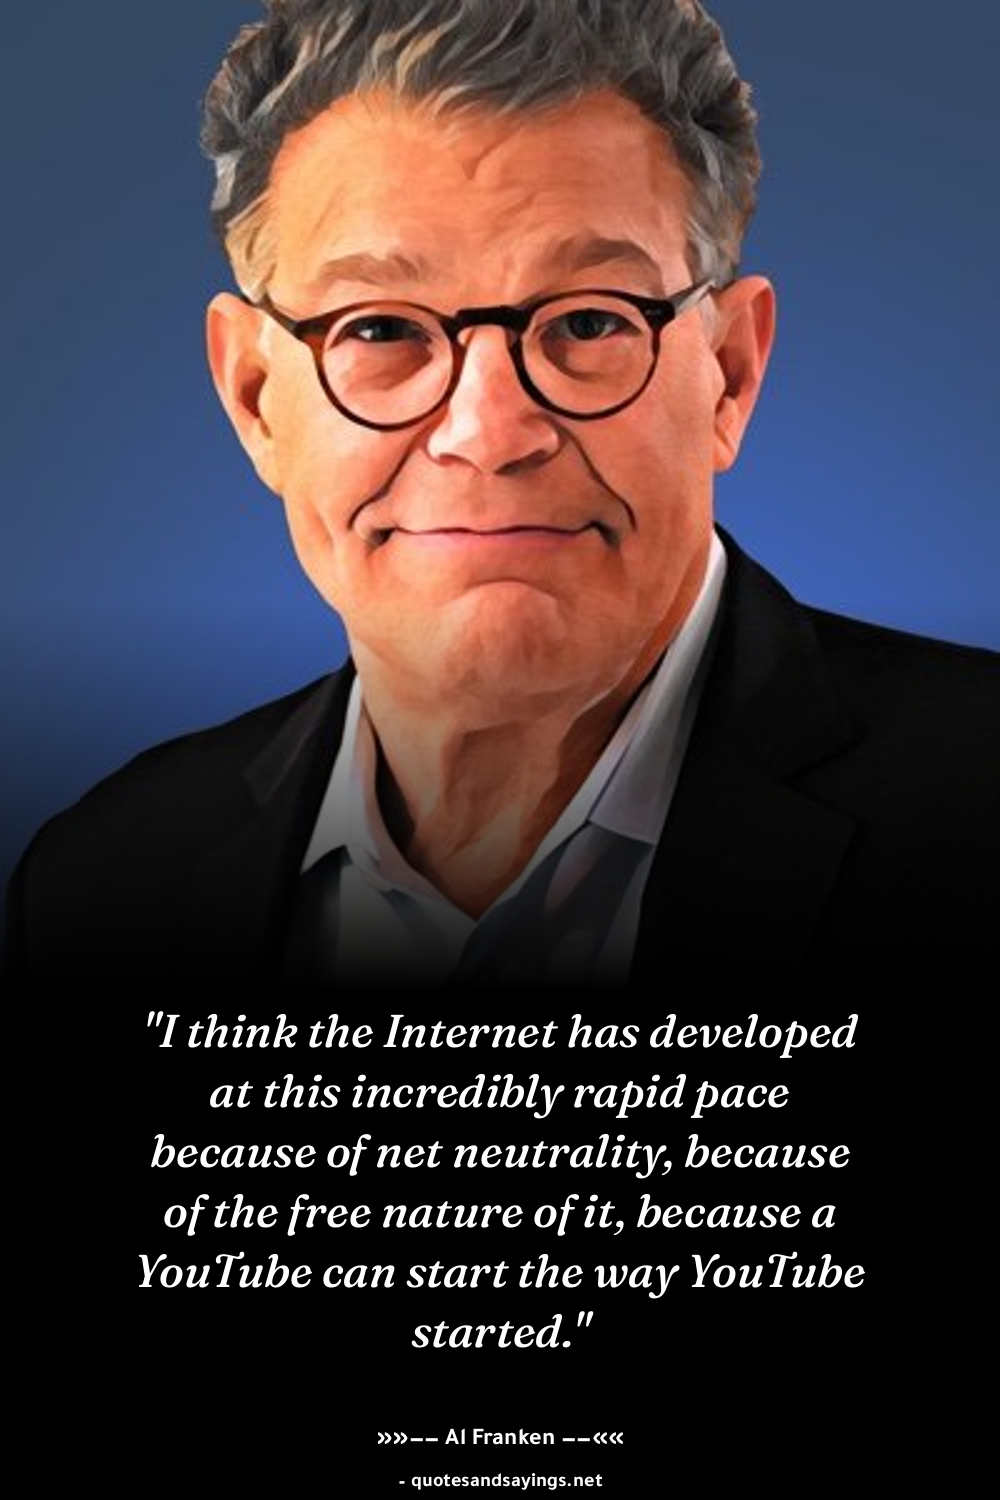 "I think the Internet has developed
at this incredibly rapid pace
because of net neutrality, because
of the free nature of it, because a
YouTube can start the way YouTube
started."
»»–– Al Franken ––««
- quotesandsayings.net